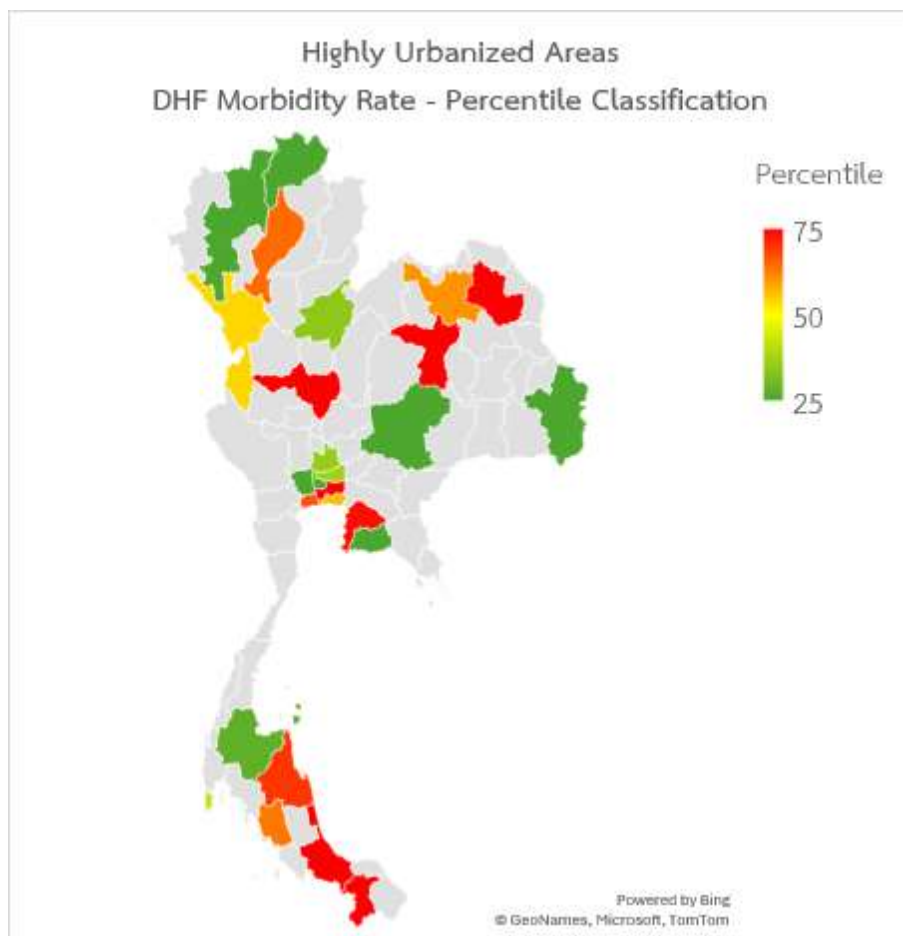 Highly Urbanized Areas
DHF Morbidity Rate - Percentile Classification
Percentile
75
50
25
Powered by Bing
© GeoNames, Microsoft, TomTom